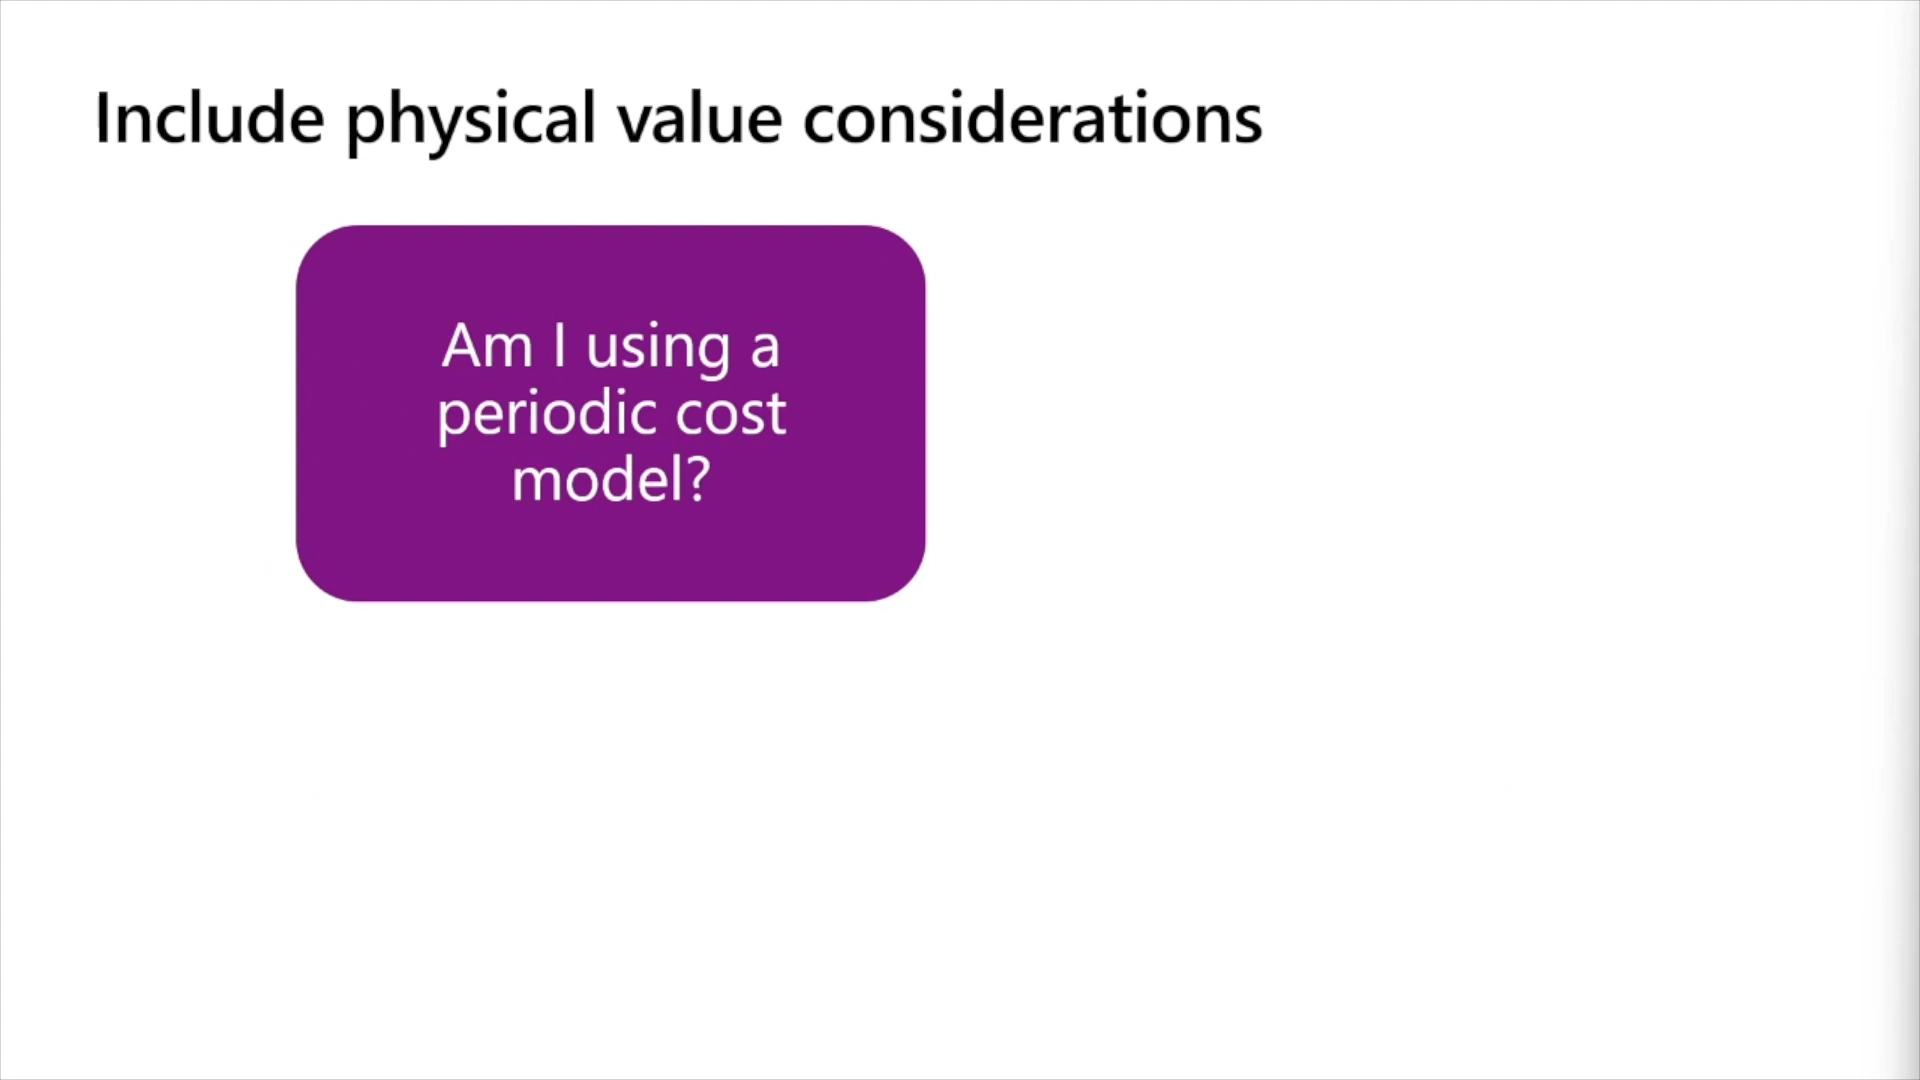 Include physical value considerations
Am I using a
periodic cost
model?